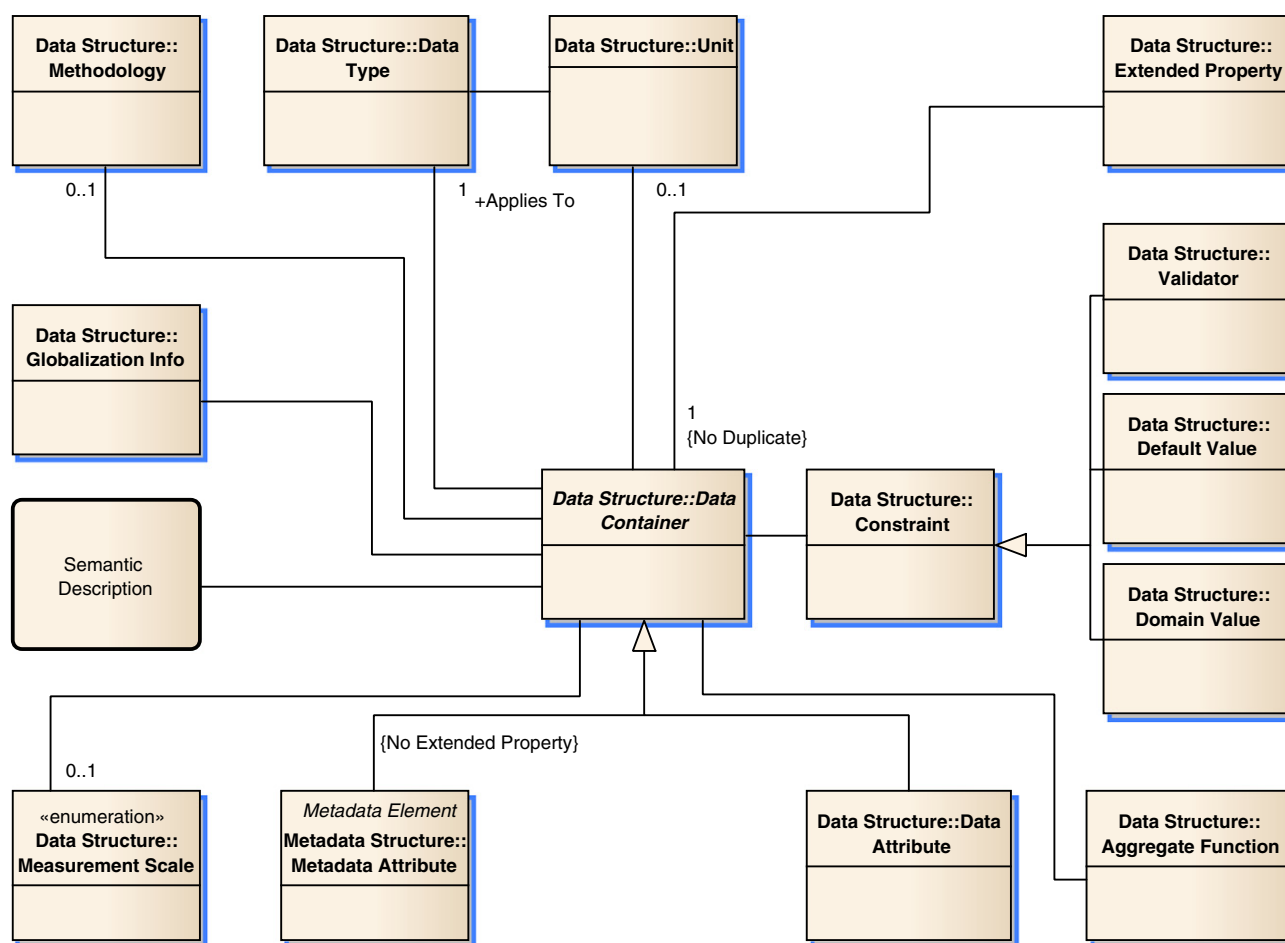 Data Structure::
Methodology
Data Structure::Data
Type
Data Structure::Unit
Data Structure::
Extended Property
0..1
1
+Applies To
0..1
Data Structure::
Validator
Data Structure::
Globalization Info
Data Structure::
Default Value
1
{No Duplicate}
Data Structure::Data
Container
Data Structure::
Constraint
Semantic
Description
Data Structure::
Domain Value
{No Extended Property}
0..1
«enumeration»
Data Structure::
Measurement Scale
Metadata Element
Metadata Structure::
Metadata Attribute
Data Structure::Data
Attribute
Data Structure::
Aggregate Function